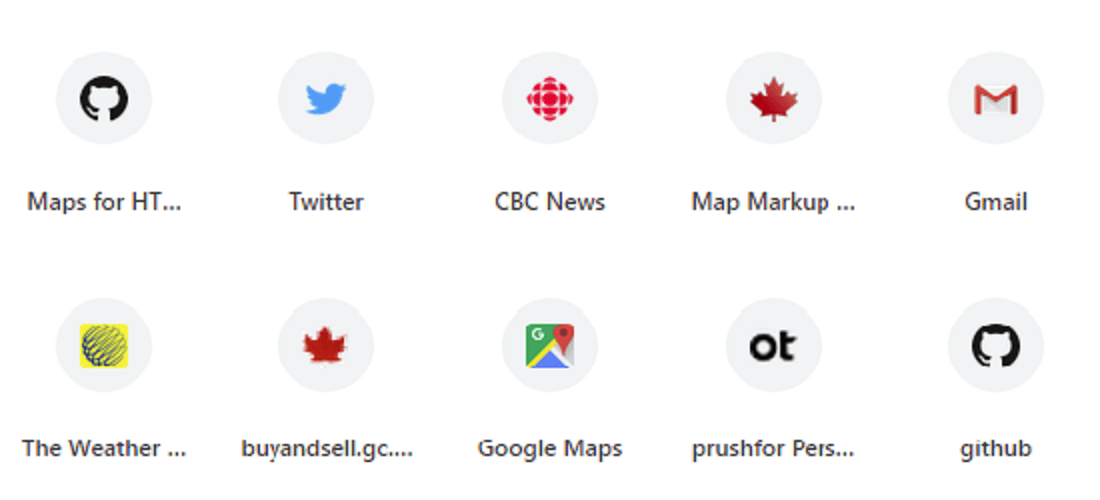 Maps for HT...
Twitter
CBC News
Map Markup ...
Gmail
The Weather ...
buyandsell.gc....
G
Google Maps
ot
prushfor Pers...
github